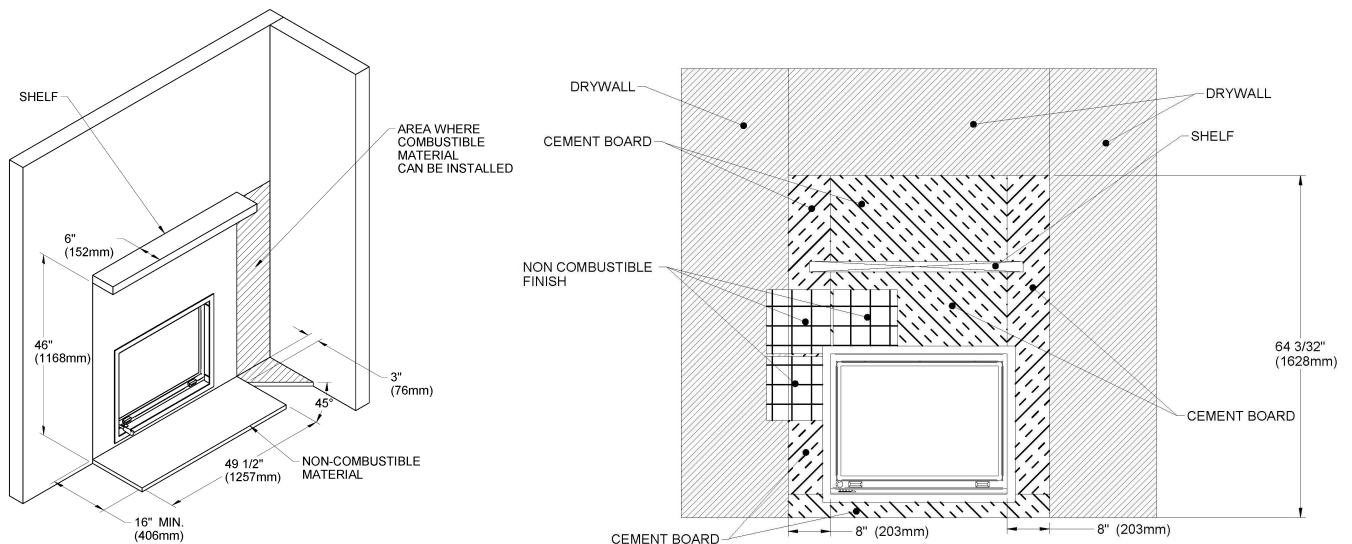 SHELF
AREA WHERE
COMBUSTIBLE
MATERIAL
CAN BE INSTALLED
6"
(152mm)
46"
(1168mm)
3"
(76mm)
45°
49 1/2"
(1257mm)
NON-COMBUSTIBLE
MATERIAL
16" MIN.
(406mm)
DRYWALL
DRYWALL
CEMENT BOARD
SHELF
NON COMBUSTIBLE
FINISH
64 3/32"
(1628mm)
CEMENT BOARD
8" (203mm)
8" (203mm)
CEMENT BOARD